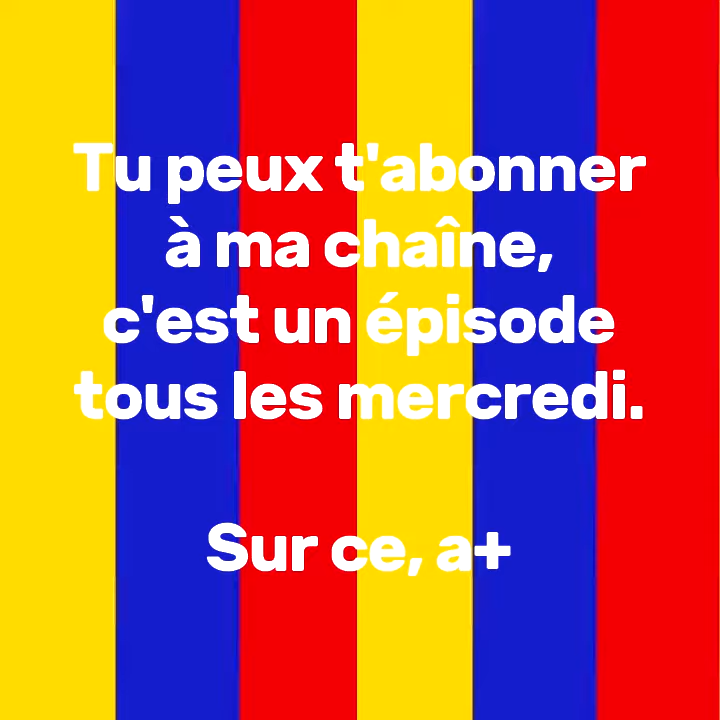 Tu peux t'abonner
à ma chaîne,
c'est un épisode
tous les mercredi.
Sur ce, a+